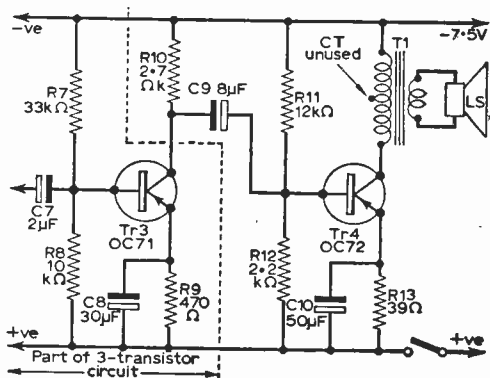 -ve
-7·5V
R7
33kΩ
R10
2·7
Ωk
C9 8µF
R11
12kΩ
CT
unused
T1
LS
C7
2µF
Tr3
OC71
Tr4
OC72
R8
10
kΩ
C8
30µF
R9
470
Ω
R12
2·2
kΩ
C10
50µF
R13
39Ω
+ve
+ve
Part of 3-transistor
circuit